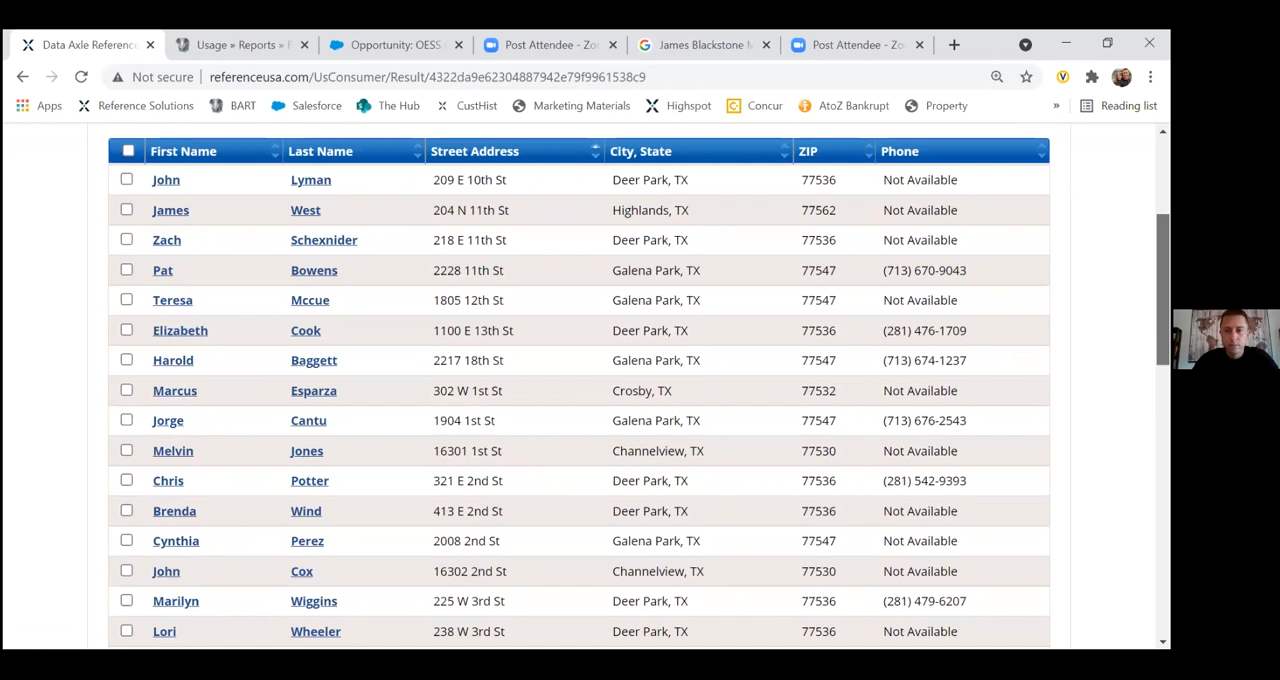 Data Axle Reference
Usage » Reports » R
Opportunity: OESS
Post Attendee - Zo
James Blackstone M
Post Attendee - Zo
Not secure
referenceusa.com/UsConsumer/Result/4322da9e62304887942e79f9961538c9
Apps
Reference Solutions
BART
Salesforce
The Hub
CustHist
Marketing Materials
Highspot
Concur
AtoZ Bankrupt
Property
»
Reading list
First Name Last Name Street Address City, State ZIP Phone
John Lyman 209 E 10th St Deer Park, TX 77536 Not Available
James West 204 N 11th St Highlands, TX 77562 Not Available
Zach Schexnider 218 E 11th St Deer Park, TX 77536 Not Available
Pat Bowens 2228 11th St Galena Park, TX 77547 (713) 670-9043
Teresa Mccue 1805 12th St Galena Park, TX 77547 Not Available
Elizabeth Cook 1100 E 13th St Deer Park, TX 77536 (281) 476-1709
Harold Baggett 2217 18th St Galena Park, TX 77547 (713) 674-1237
Marcus Esparza 302 W 1st St Crosby, TX 77532 Not Available
Jorge Cantu 1904 1st St Galena Park, TX 77547 (713) 676-2543
Melvin Jones 16301 1st St Channelview, TX 77530 Not Available
Chris Potter 321 E 2nd St Deer Park, TX 77536 (281) 542-9393
Brenda Wind 413 E 2nd St Deer Park, TX 77536 Not Available
Cynthia Perez 2008 2nd St Galena Park, TX 77547 Not Available
John Cox 16302 2nd St Channelview, TX 77530 Not Available
Marilyn Wiggins 225 W 3rd St Deer Park, TX 77536 (281) 479-6207
Lori Wheeler 238 W 3rd St Deer Park, TX 77536 Not Available